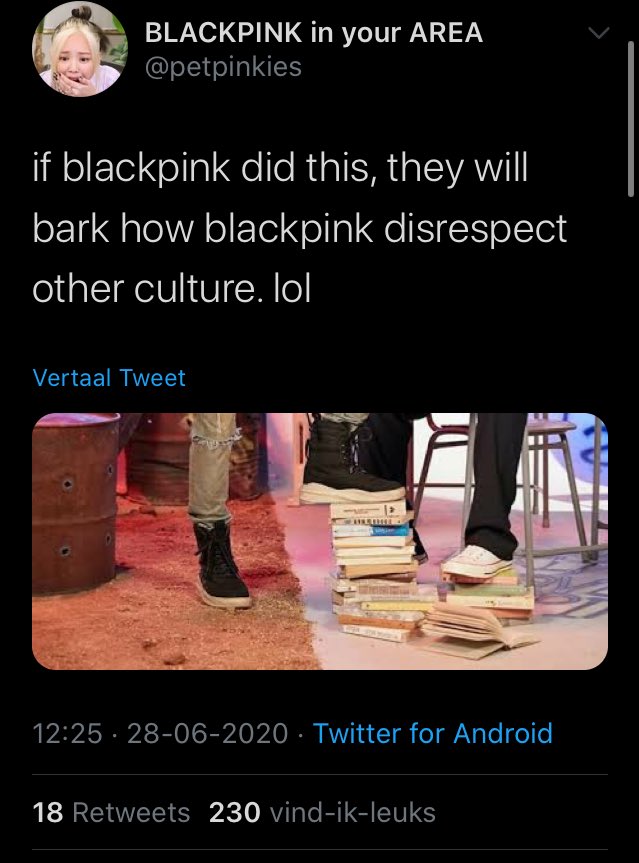 BLACKPINK in your AREA
@petpinkies
if blackpink did this, they will
bark how blackpink disrespect
other culture. lol
Vertaal Tweet
12:25 · 28-06-2020 · Twitter for Android
18 Retweets 230 vind-ik-leuks